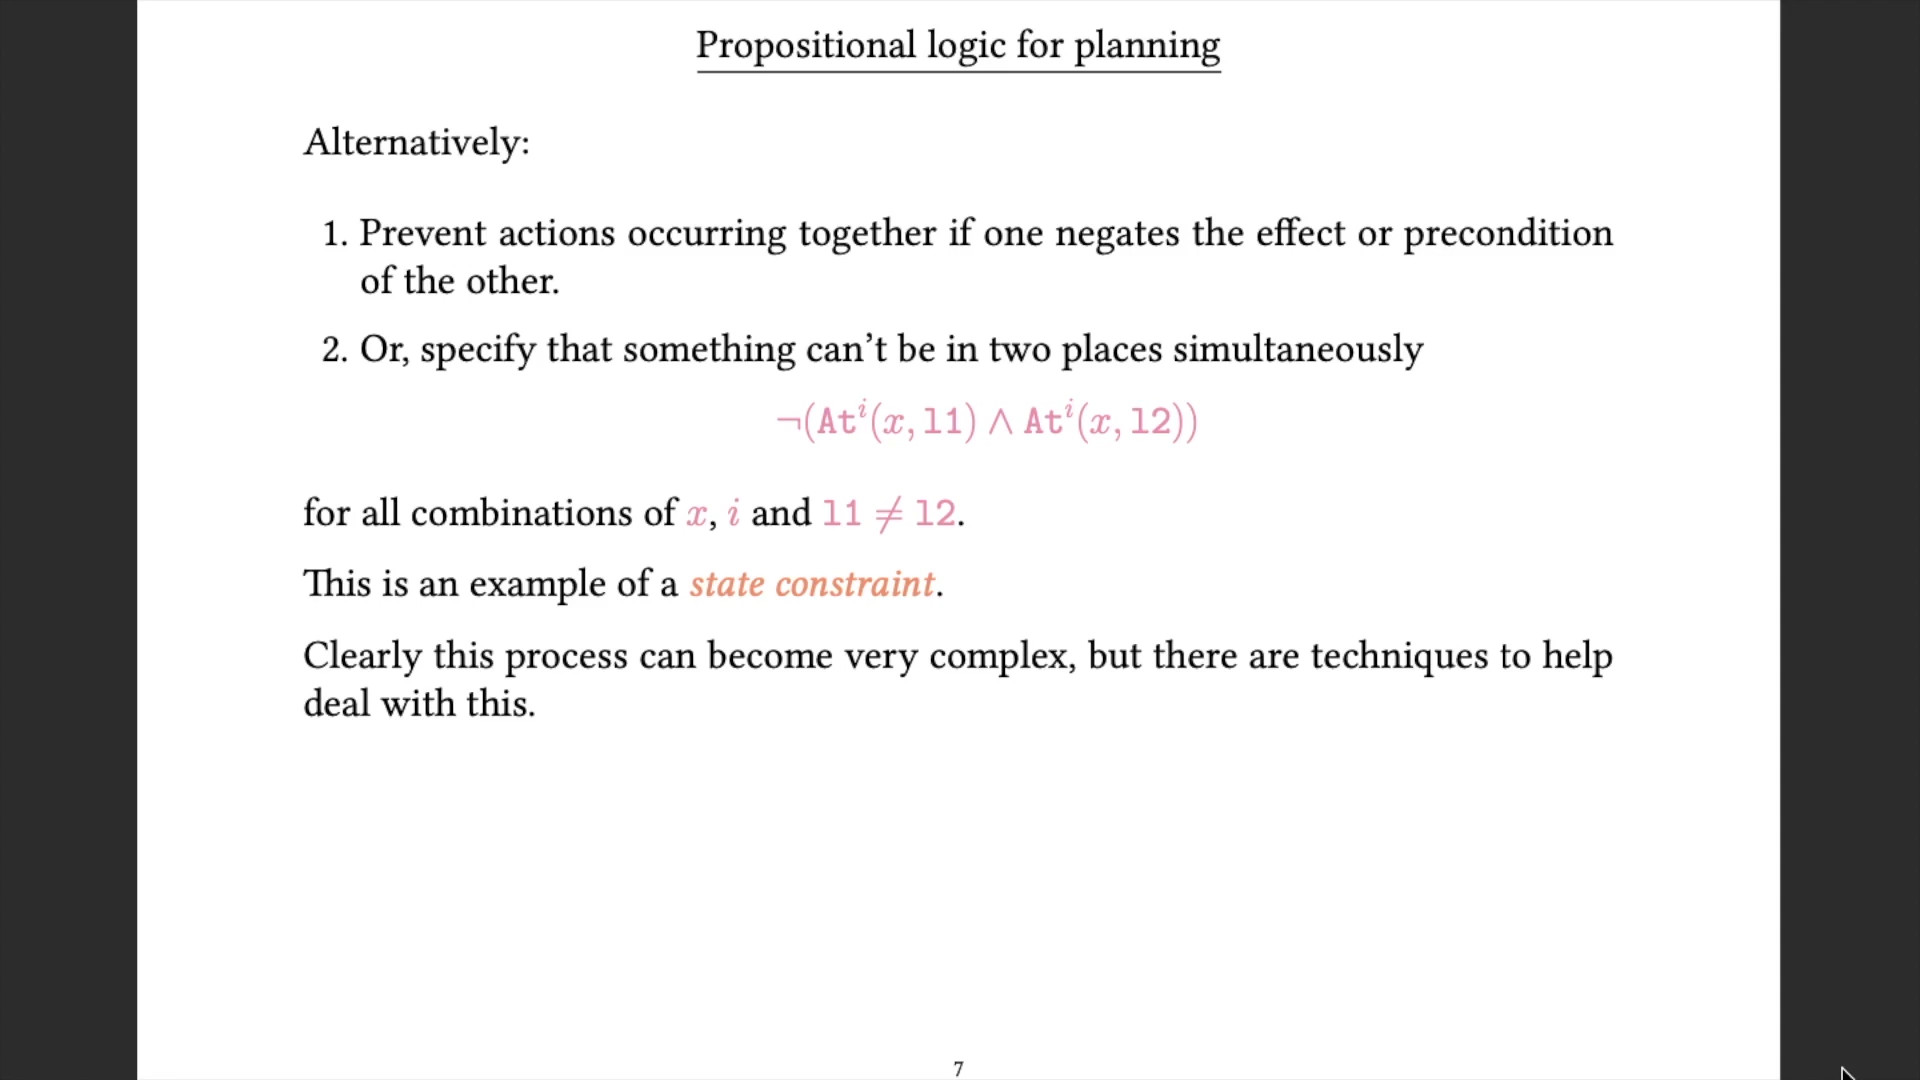 Propositional logic for planning
Alternatively:
1. Prevent actions occurring together if one negates the effect or precondition
of the other.
2. Or, specify that something can’t be in two places simultaneously
¬(Atⁱ(x, l1) ∧ Atⁱ(x, l2))
for all combinations of x, i and l1 ≠ l2.
This is an example of a state constraint.
Clearly this process can become very complex, but there are techniques to help
deal with this.
7